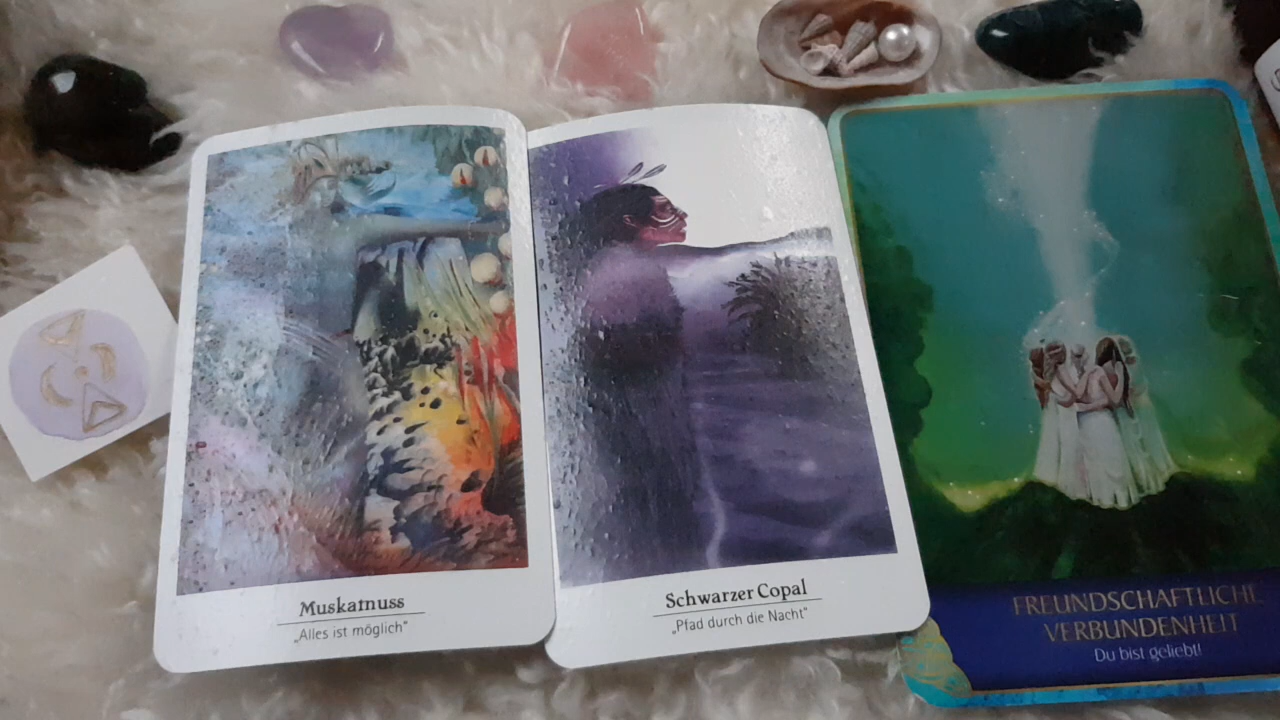 Muskatnuss
„Alles ist möglich“
Schwarzer Copal
„Pfad durch die Nacht“
FREUNDSCHAFTLICHE
VERBUNDENHEIT
Du bist geliebt!